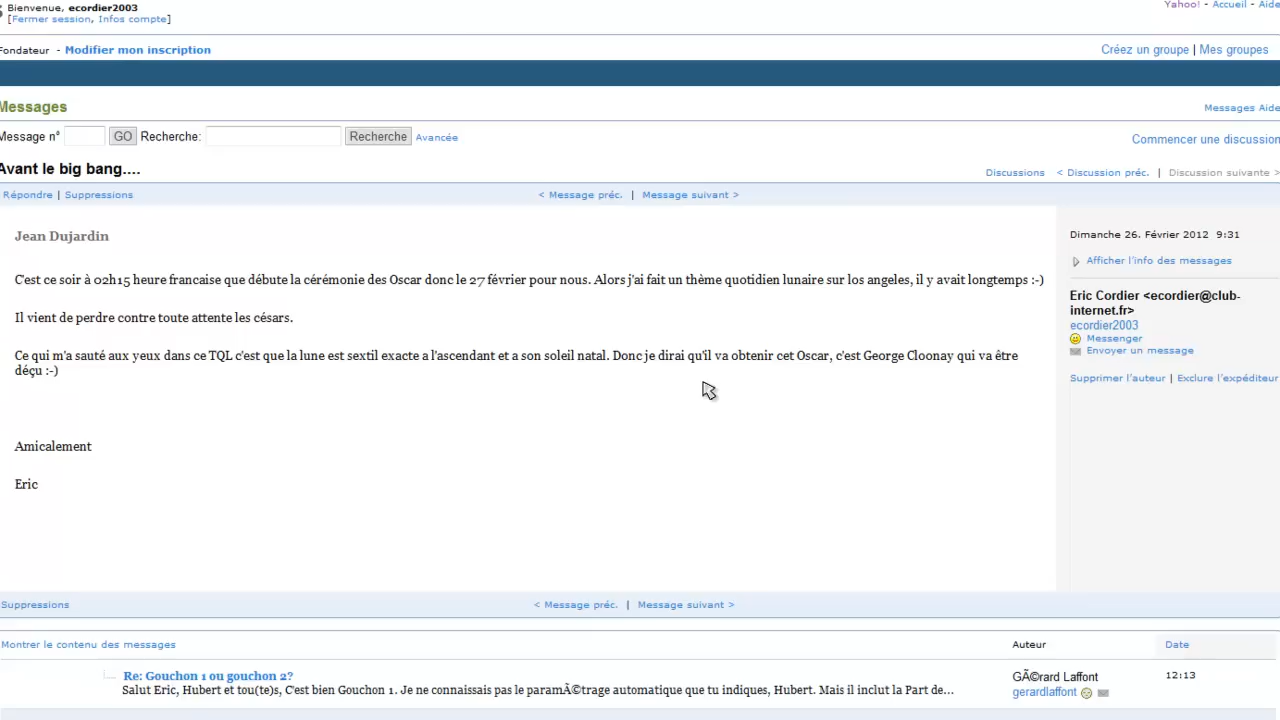 Bienvenue, ecordier2003
Yahoo! - Accueil - Aide
[Fermer session, Infos compte]
Fondateur - Modifier mon inscription
Créez un groupe | Mes groupes
Messages
Messages Aide
Message n° GO Recherche: Recherche Avancée
Commencer une discussion
Avant le big bang....
Discussions < Discussion préc. | Discussion suivante >
Répondre | Suppressions < Message préc. | Message suivant >
Jean Dujardin
C'est ce soir à 02h15 heure francaise que débute la cérémonie des Oscar donc le 27 février pour nous. Alors j'ai fait un thème quotidien lunaire sur los angeles, il y avait longtemps :-)
Il vient de perdre contre toute attente les césars.
Ce qui m'a sauté aux yeux dans ce TQL c'est que la lune est sextil exacte a l'ascendant et a son soleil natal. Donc je dirai qu'il va obtenir cet Oscar, c'est George Cloonay qui va être
déçu :-)
Amicalement
Eric
Dimanche 26. Février 2012 9:31
Afficher l'info des messages
Eric Cordier <ecordier@club-
internet.fr>
ecordier2003
Messenger
Envoyer un message
Supprimer l'auteur | Exclure l'expéditeur
Suppressions < Message préc. | Message suivant >
Montrer le contenu des messages Auteur Date
Re: Gouchon 1 ou gouchon 2?
Salut Eric, Hubert et tou(te)s, C'est bien Gouchon 1. Je ne connaissais pas le paramÃ©trage automatique que tu indiques, Hubert. Mais il inclut la Part de...
GÃ©rard Laffont
gerardlaffont
12:13